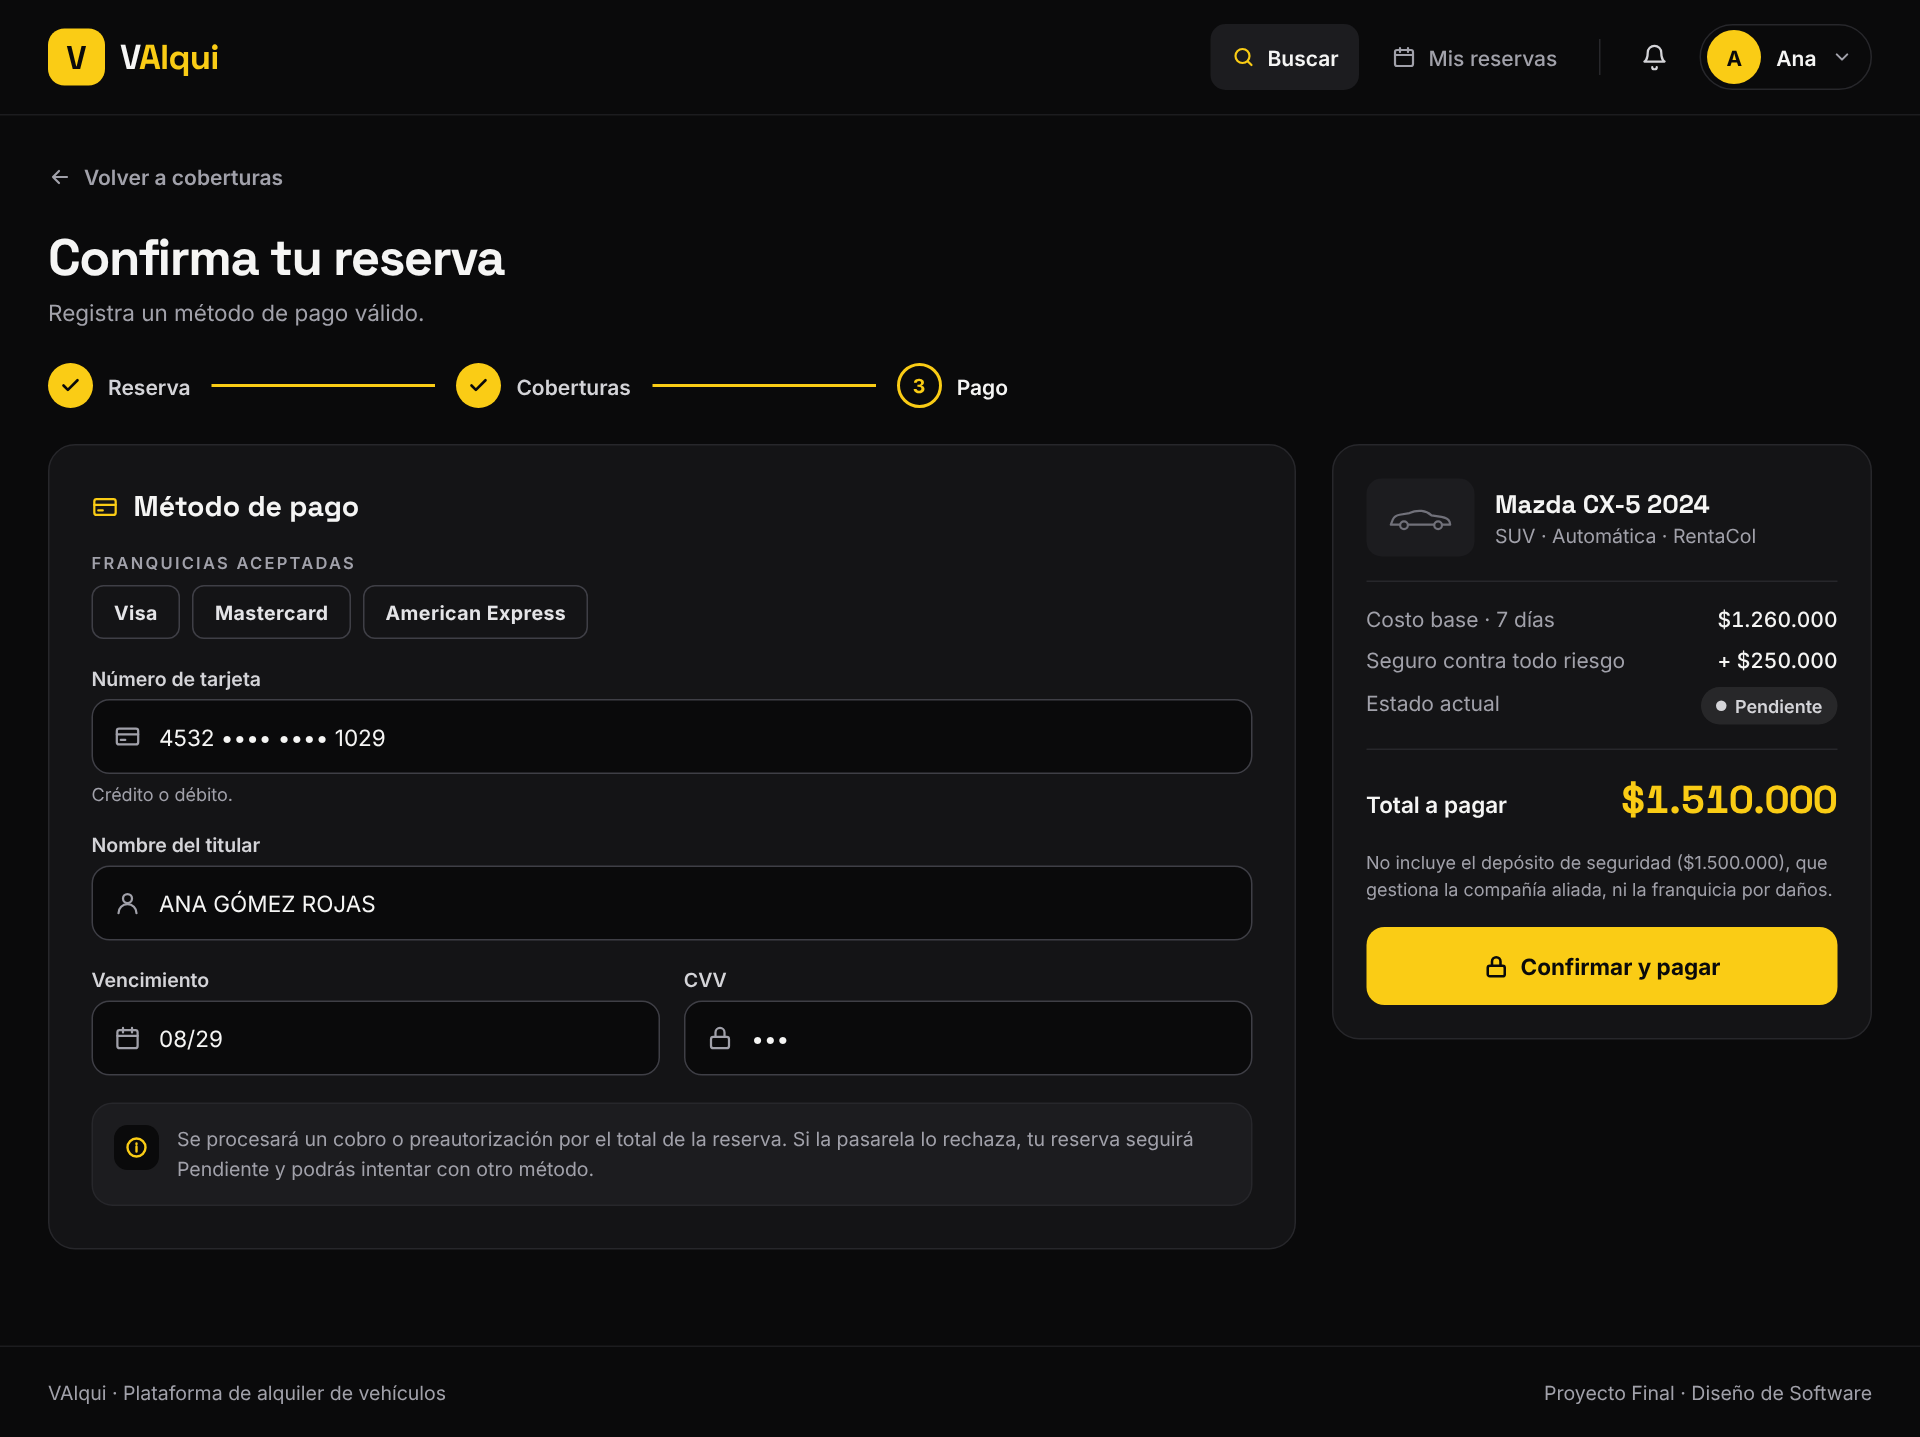 V VAlqui
Buscar
Mis reservas
A Ana
Volver a coberturas
Confirma tu reserva
Registra un método de pago válido.
Reserva
Coberturas
3 Pago
Método de pago
FRANQUICIAS ACEPTADAS
Visa
Mastercard
American Express
Número de tarjeta
4532 •••• •••• 1029
Crédito o débito.
Nombre del titular
ANA GÓMEZ ROJAS
Vencimiento
08/29
CVV
•••
Se procesará un cobro o preautorización por el total de la reserva. Si la pasarela lo rechaza, tu reserva seguirá
Pendiente y podrás intentar con otro método.
Mazda CX-5 2024
SUV · Automática · RentaCol
Costo base · 7 días $1.260.000
Seguro contra todo riesgo + $250.000
Estado actual Pendiente
Total a pagar $1.510.000
No incluye el depósito de seguridad ($1.500.000), que
gestiona la compañía aliada, ni la franquicia por daños.
Confirmar y pagar
VAlqui · Plataforma de alquiler de vehículos
Proyecto Final · Diseño de Software